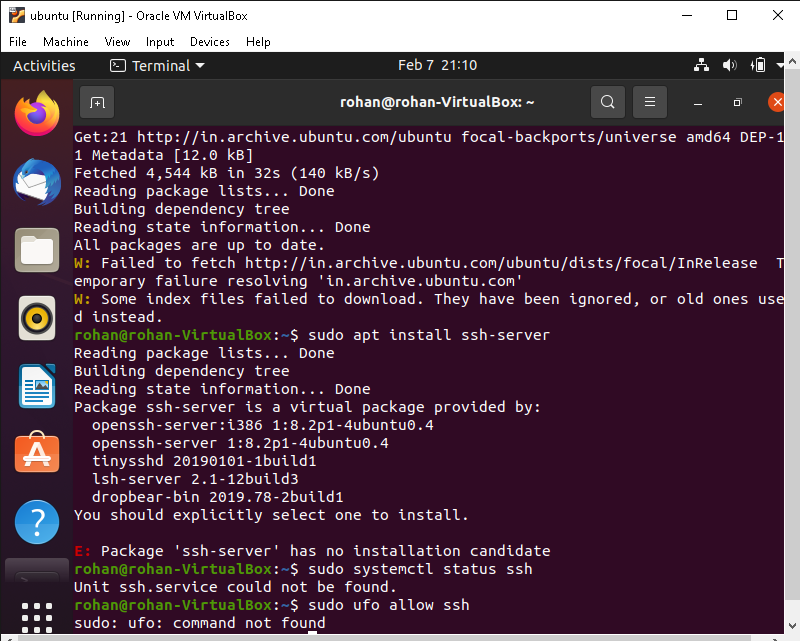 ubuntu [Running] - Oracle VM VirtualBox
File Machine View Input Devices Help
Activities Terminal Feb 7 21:10
rohan@rohan-VirtualBox: ~
Get:21 http://in.archive.ubuntu.com/ubuntu focal-backports/universe amd64 DEP-1
1 Metadata [12.0 kB]
Fetched 4,544 kB in 32s (140 kB/s)
Reading package lists... Done
Building dependency tree
Reading state information... Done
All packages are up to date.
W: Failed to fetch http://in.archive.ubuntu.com/ubuntu/dists/focal/InRelease  T
emporary failure resolving 'in.archive.ubuntu.com'
W: Some index files failed to download. They have been ignored, or old ones use
d instead.
rohan@rohan-VirtualBox:~$ sudo apt install ssh-server
Reading package lists... Done
Building dependency tree
Reading state information... Done
Package ssh-server is a virtual package provided by:
  openssh-server:i386 1:8.2p1-4ubuntu0.4
  openssh-server 1:8.2p1-4ubuntu0.4
  tinysshd 20190101-1build1
  lsh-server 2.1-12build3
  dropbear-bin 2019.78-2build1
You should explicitly select one to install.
E: Package 'ssh-server' has no installation candidate
rohan@rohan-VirtualBox:~$ sudo systemctl status ssh
Unit ssh.service could not be found.
rohan@rohan-VirtualBox:~$ sudo ufo allow ssh
sudo: ufo: command not found